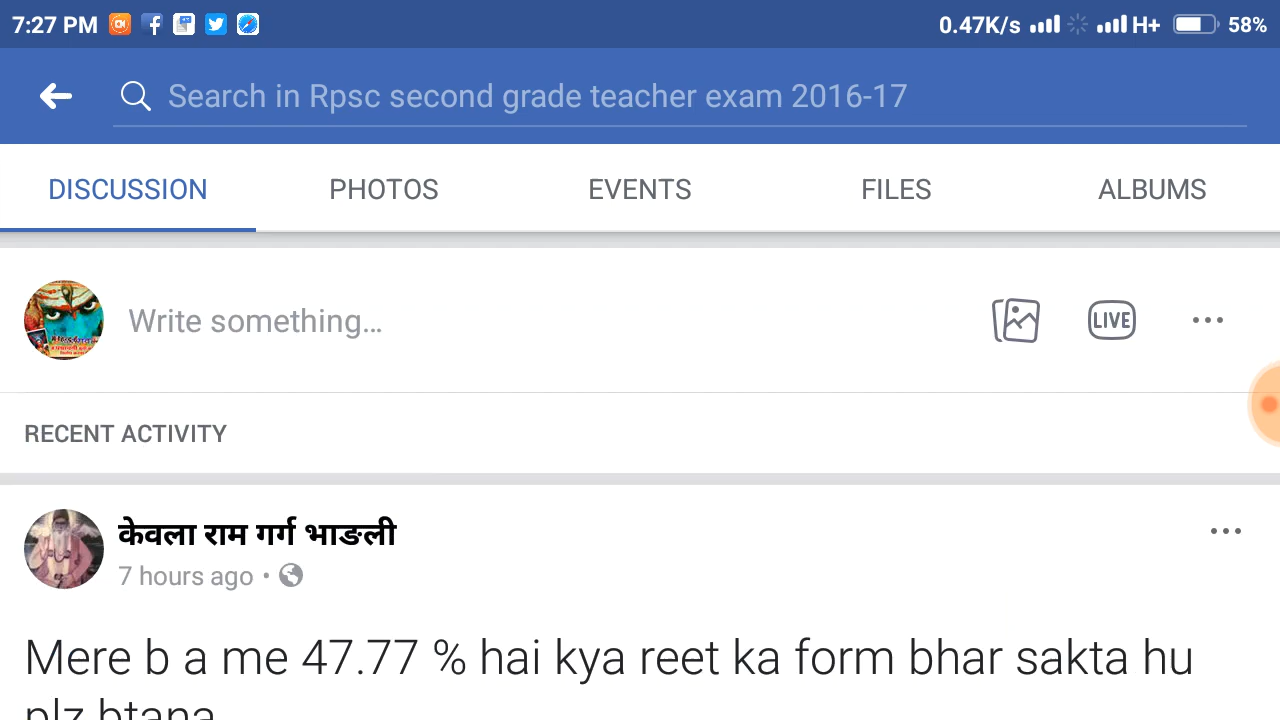 7:27 PM 0.47K/s H+ 58%
Search in Rpsc second grade teacher exam 2016-17
DISCUSSION PHOTOS EVENTS FILES ALBUMS
Write something... LIVE
RECENT ACTIVITY
केवला राम गर्ग भाङली
7 hours ago •
Mere b a me 47.77 % hai kya reet ka form bhar sakta hu
plz btana